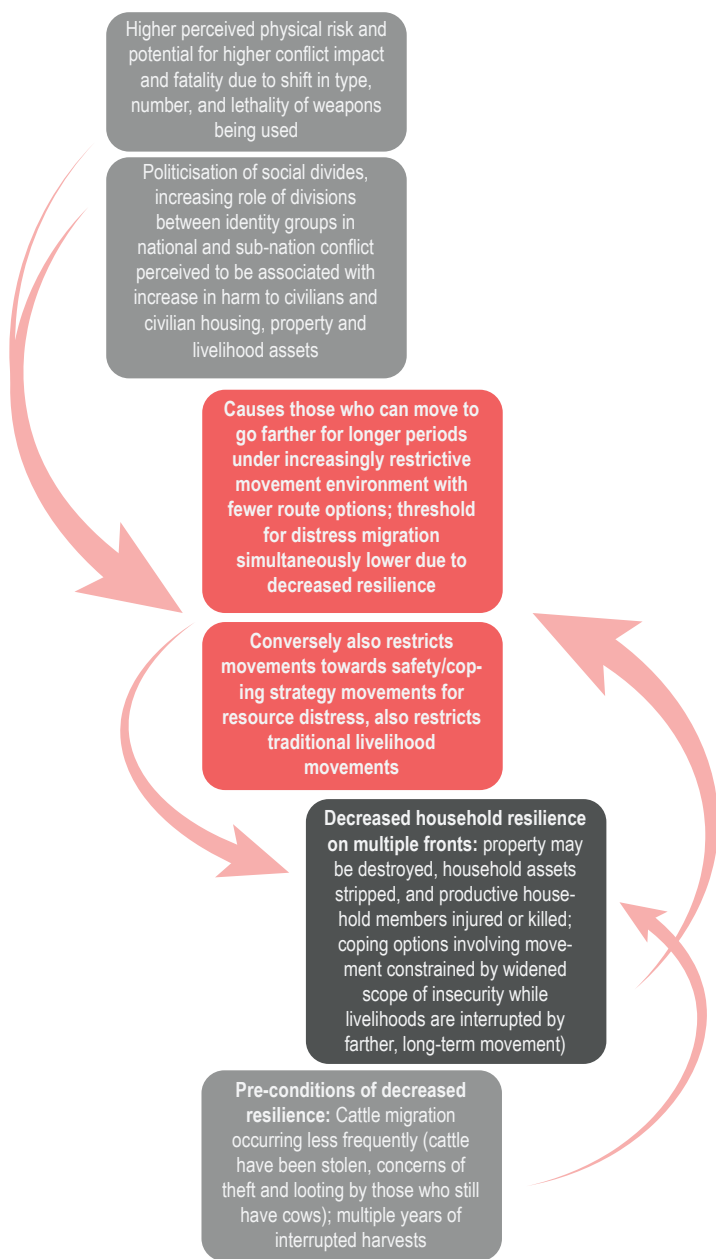 Higher perceived physical risk and
potential for higher conflict impact
and fatality due to shift in type,
number, and lethality of weapons
being used
Politicisation of social divides,
increasing role of divisions
between identity groups in
national and sub-nation conflict
perceived to be associated with
increase in harm to civilians and
civilian housing, property and
livelihood assets
Causes those who can move to
go farther for longer periods
under increasingly restrictive
movement environment with
fewer route options; threshold
for distress migration
simultaneously lower due to
decreased resilience
Conversely also restricts
movements towards safety/cop-
ing strategy movements for
resource distress, also restricts
traditional livelihood
movements
Decreased household resilience
on multiple fronts: property may
be destroyed, household assets
stripped, and productive house-
hold members injured or killed;
coping options involving move-
ment constrained by widened
scope of insecurity while
livelihoods are interrupted by
farther, long-term movement)
Pre-conditions of decreased
resilience: Cattle migration
occurring less frequently (cattle
have been stolen, concerns of
theft and looting by those who still
have cows); multiple years of
interrupted harvests